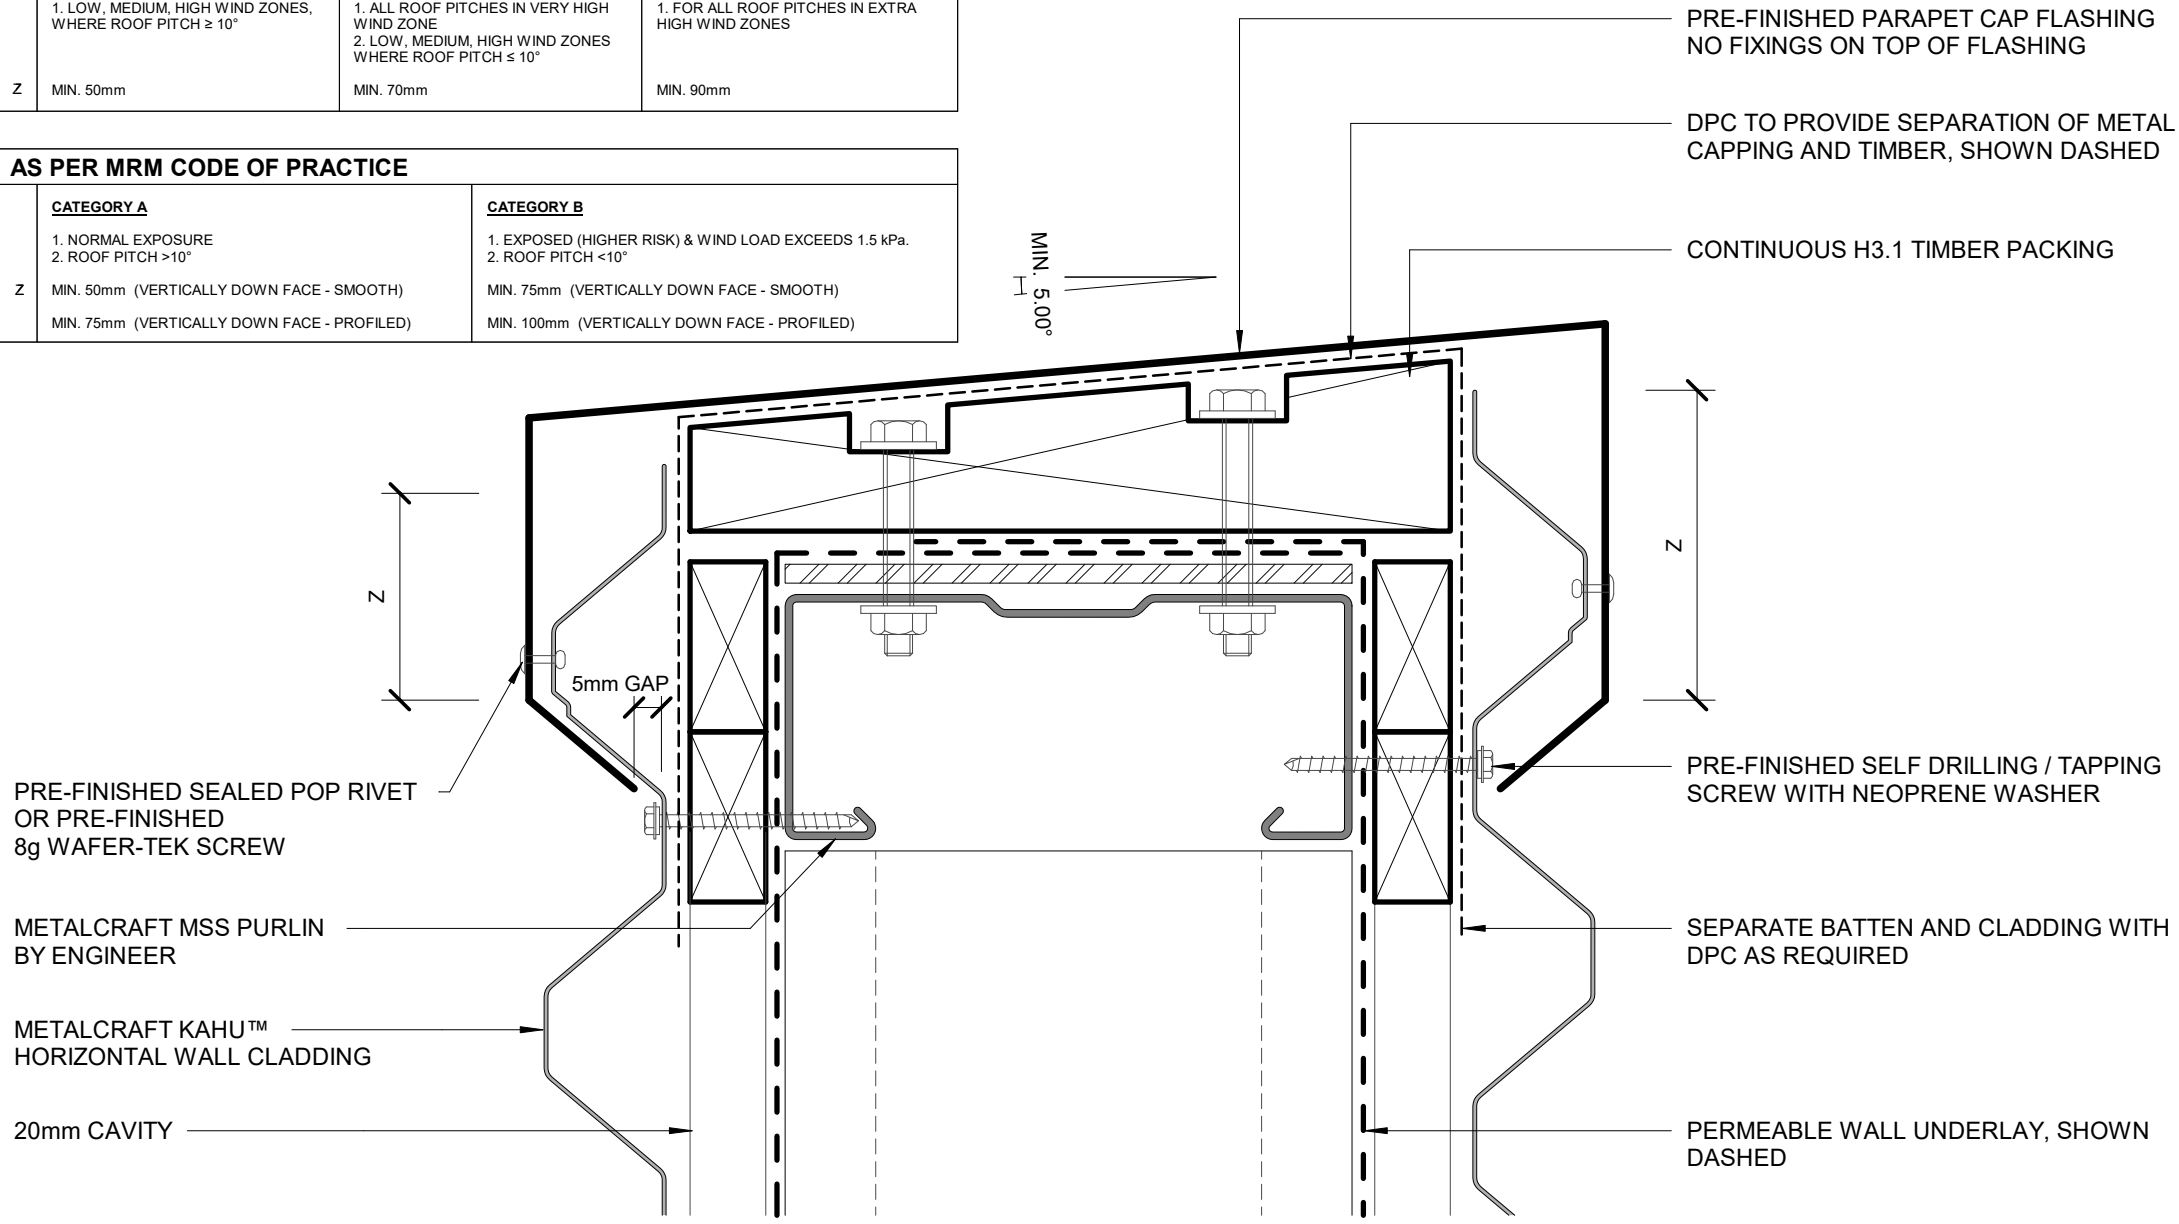 1. LOW, MEDIUM, HIGH WIND ZONES,
WHERE ROOF PITCH ≥ 10°
1. ALL ROOF PITCHES IN VERY HIGH
WIND ZONE
2. LOW, MEDIUM, HIGH WIND ZONES
WHERE ROOF PITCH ≤ 10°
1. FOR ALL ROOF PITCHES IN EXTRA
HIGH WIND ZONES
Z
MIN. 50mm
MIN. 70mm
MIN. 90mm
AS PER MRM CODE OF PRACTICE
CATEGORY A
1. NORMAL EXPOSURE
2. ROOF PITCH >10°
Z
MIN. 50mm (VERTICALLY DOWN FACE - SMOOTH)
MIN. 75mm (VERTICALLY DOWN FACE - PROFILED)
CATEGORY B
1. EXPOSED (HIGHER RISK) & WIND LOAD EXCEEDS 1.5 kPa.
2. ROOF PITCH <10°
MIN. 75mm (VERTICALLY DOWN FACE - SMOOTH)
MIN. 100mm (VERTICALLY DOWN FACE - PROFILED)
MIN. 5.00°
PRE-FINISHED PARAPET CAP FLASHING
NO FIXINGS ON TOP OF FLASHING
DPC TO PROVIDE SEPARATION OF METAL
CAPPING AND TIMBER, SHOWN DASHED
CONTINUOUS H3.1 TIMBER PACKING
Z
Z
5mm GAP
PRE-FINISHED SEALED POP RIVET
OR PRE-FINISHED
8g WAFER-TEK SCREW
METALCRAFT MSS PURLIN
BY ENGINEER
METALCRAFT KAHU™
HORIZONTAL WALL CLADDING
20mm CAVITY
PRE-FINISHED SELF DRILLING / TAPPING
SCREW WITH NEOPRENE WASHER
SEPARATE BATTEN AND CLADDING WITH
DPC AS REQUIRED
PERMEABLE WALL UNDERLAY, SHOWN
DASHED